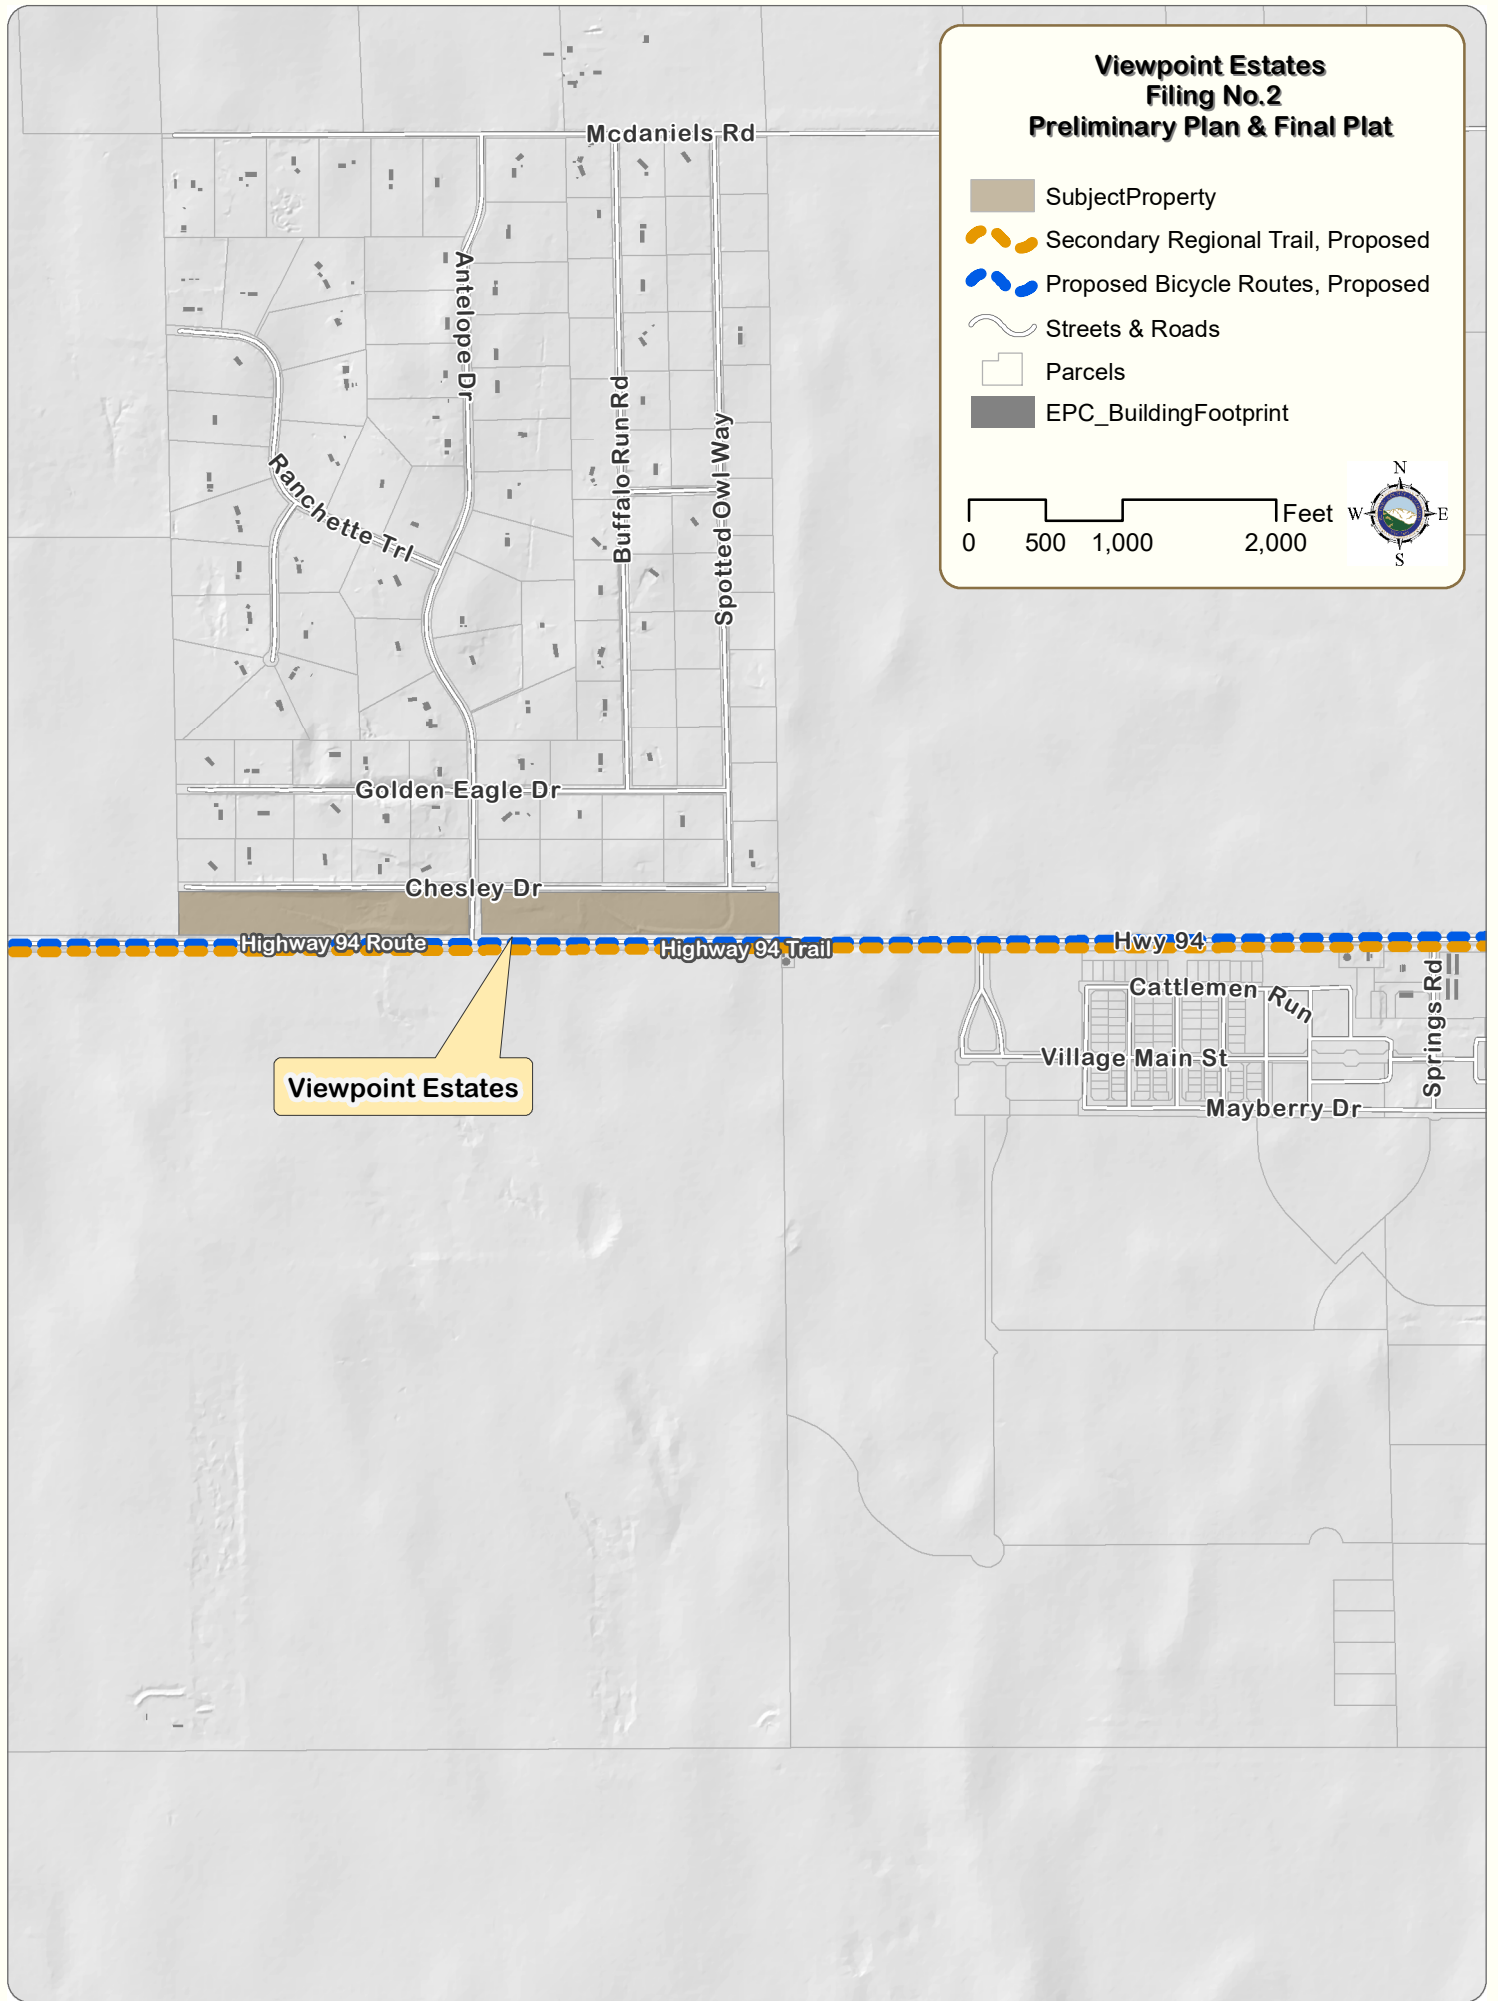 Viewpoint Estates
Filing No.2
Preliminary Plan & Final Plat
SubjectProperty
Secondary Regional Trail, Proposed
Proposed Bicycle Routes, Proposed
Streets & Roads
Parcels
EPC_BuildingFootprint
Feet
0 500 1,000 2,000
N
W E
S
Mcdaniels Rd
Antelope Dr
Buffalo Run Rd
Spotted Owl Way
Ranchette Trl
Golden Eagle Dr
Chesley Dr
Highway 94 Route
Highway 94 Trail
Hwy 94
Cattlemen Run
Springs Rd
Village Main St
Mayberry Dr
Viewpoint Estates